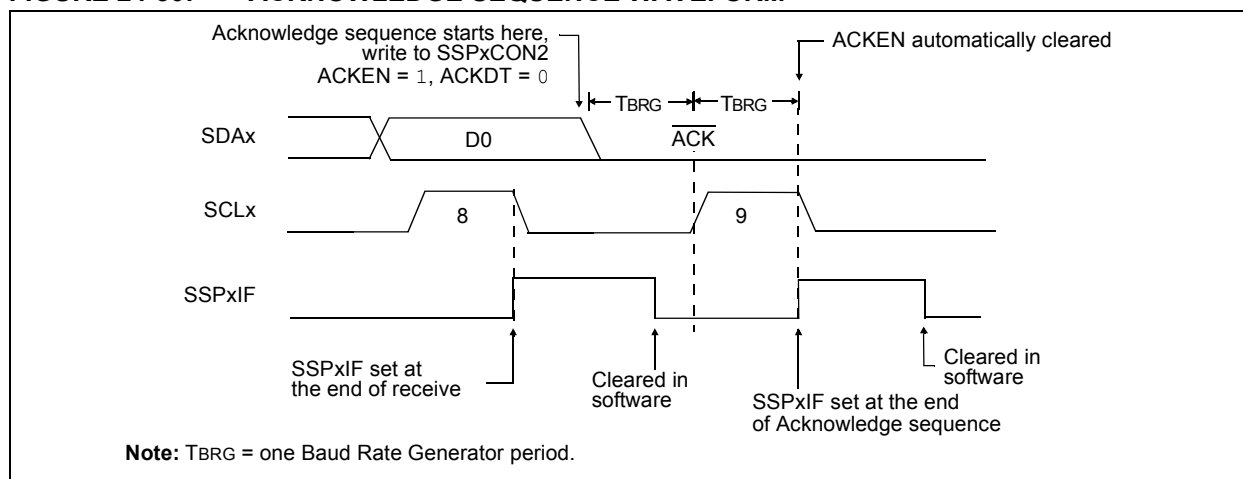 Acknowledge sequence starts here,
write to SSPxCON2
ACKEN = 1, ACKDT = 0
ACKEN automatically cleared
TBRG
TBRG
SDAx
D0
ACK
SCLx
8
9
SSPxIF
SSPxIF set at
the end of receive
Cleared in
software
SSPxIF set at the end
of Acknowledge sequence
Cleared in
software
Note: TBRG = one Baud Rate Generator period.